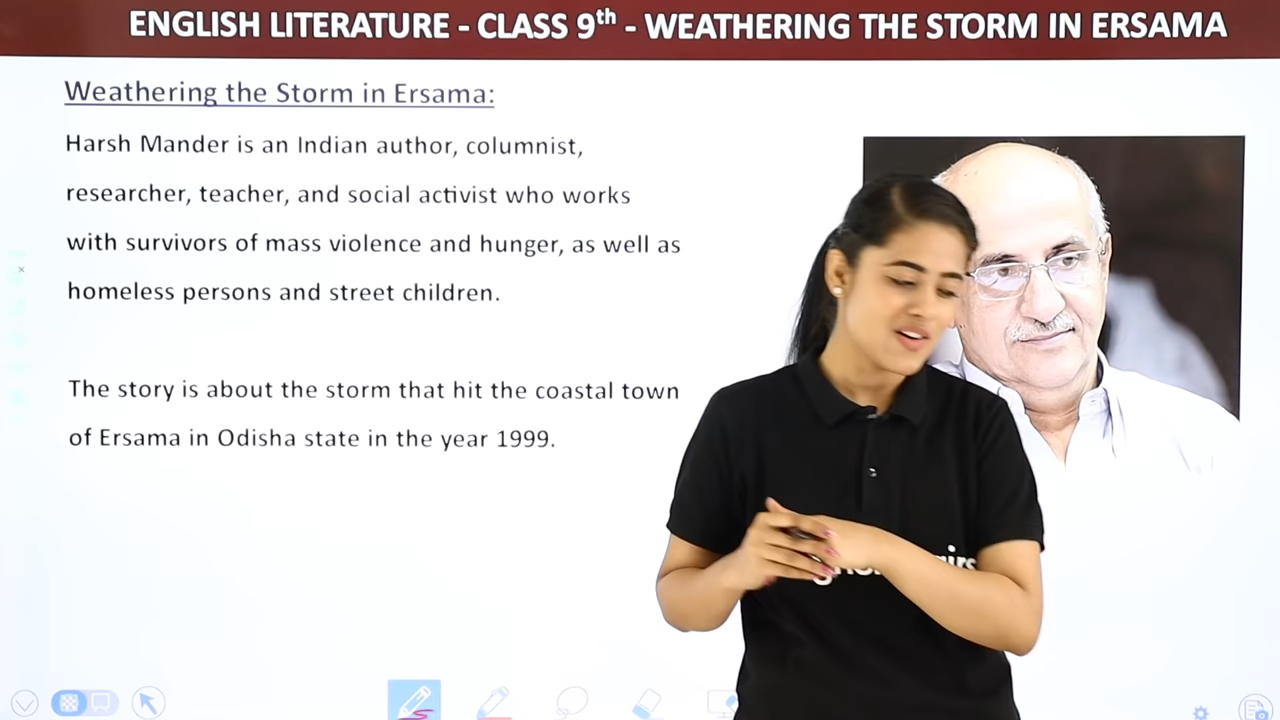 ENGLISH LITERATURE - CLASS 9th - WEATHERING THE STORM IN ERSAMA
Weathering the Storm in Ersama:
Harsh Mander is an Indian author, columnist,
researcher, teacher, and social activist who works
with survivors of mass violence and hunger, as well as
homeless persons and street children.
The story is about the storm that hit the coastal town
of Ersama in Odisha state in the year 1999.